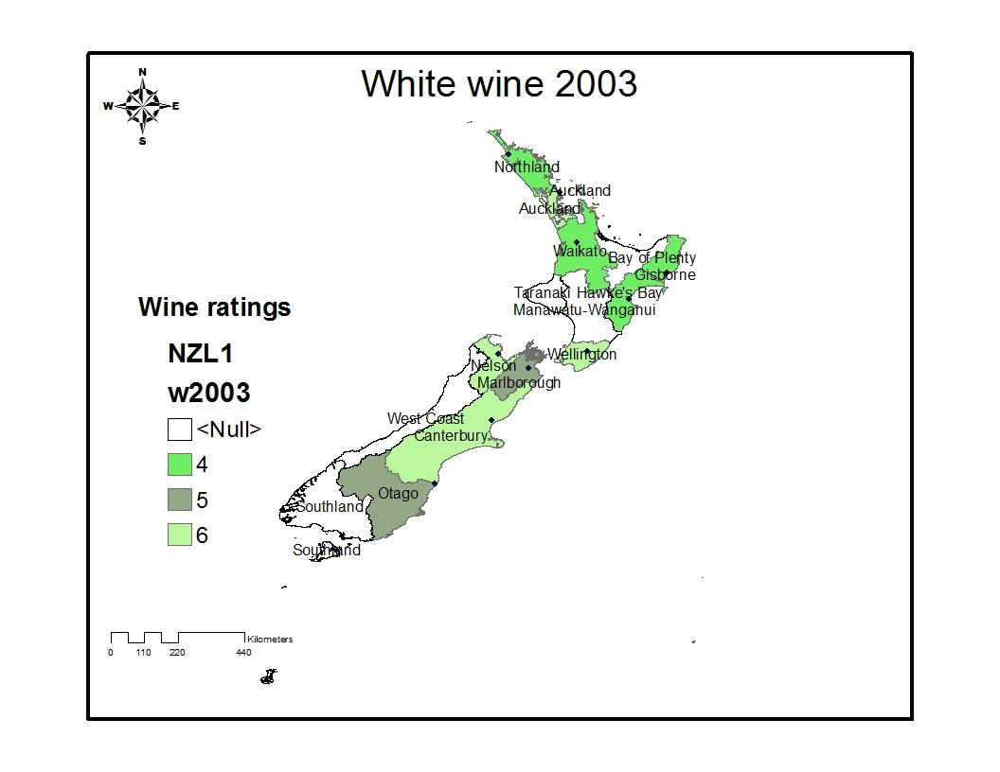 White wine 2003
N
W E
S
Northland
Auckland
Auckland
Waikato
Bay of Plenty
Gisborne
Taranaki Hawke's Bay
Manawatu-Wanganui
Wellington
Nelson
Marlborough
West Coast
Canterbury
Otago
Southland
Southland
Wine ratings
NZL1
w2003
<Null>
4
5
6
Kilometers
0 110 220 440